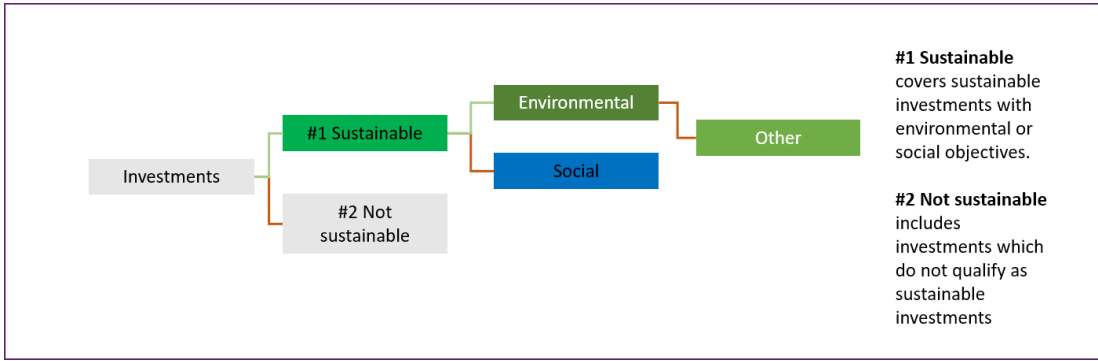 Investments
#1 Sustainable
#2 Not
sustainable
Environmental
Social
Other
#1 Sustainable
covers sustainable
investments with
environmental or
social objectives.
#2 Not sustainable
includes
investments which
do not qualify as
sustainable
investments